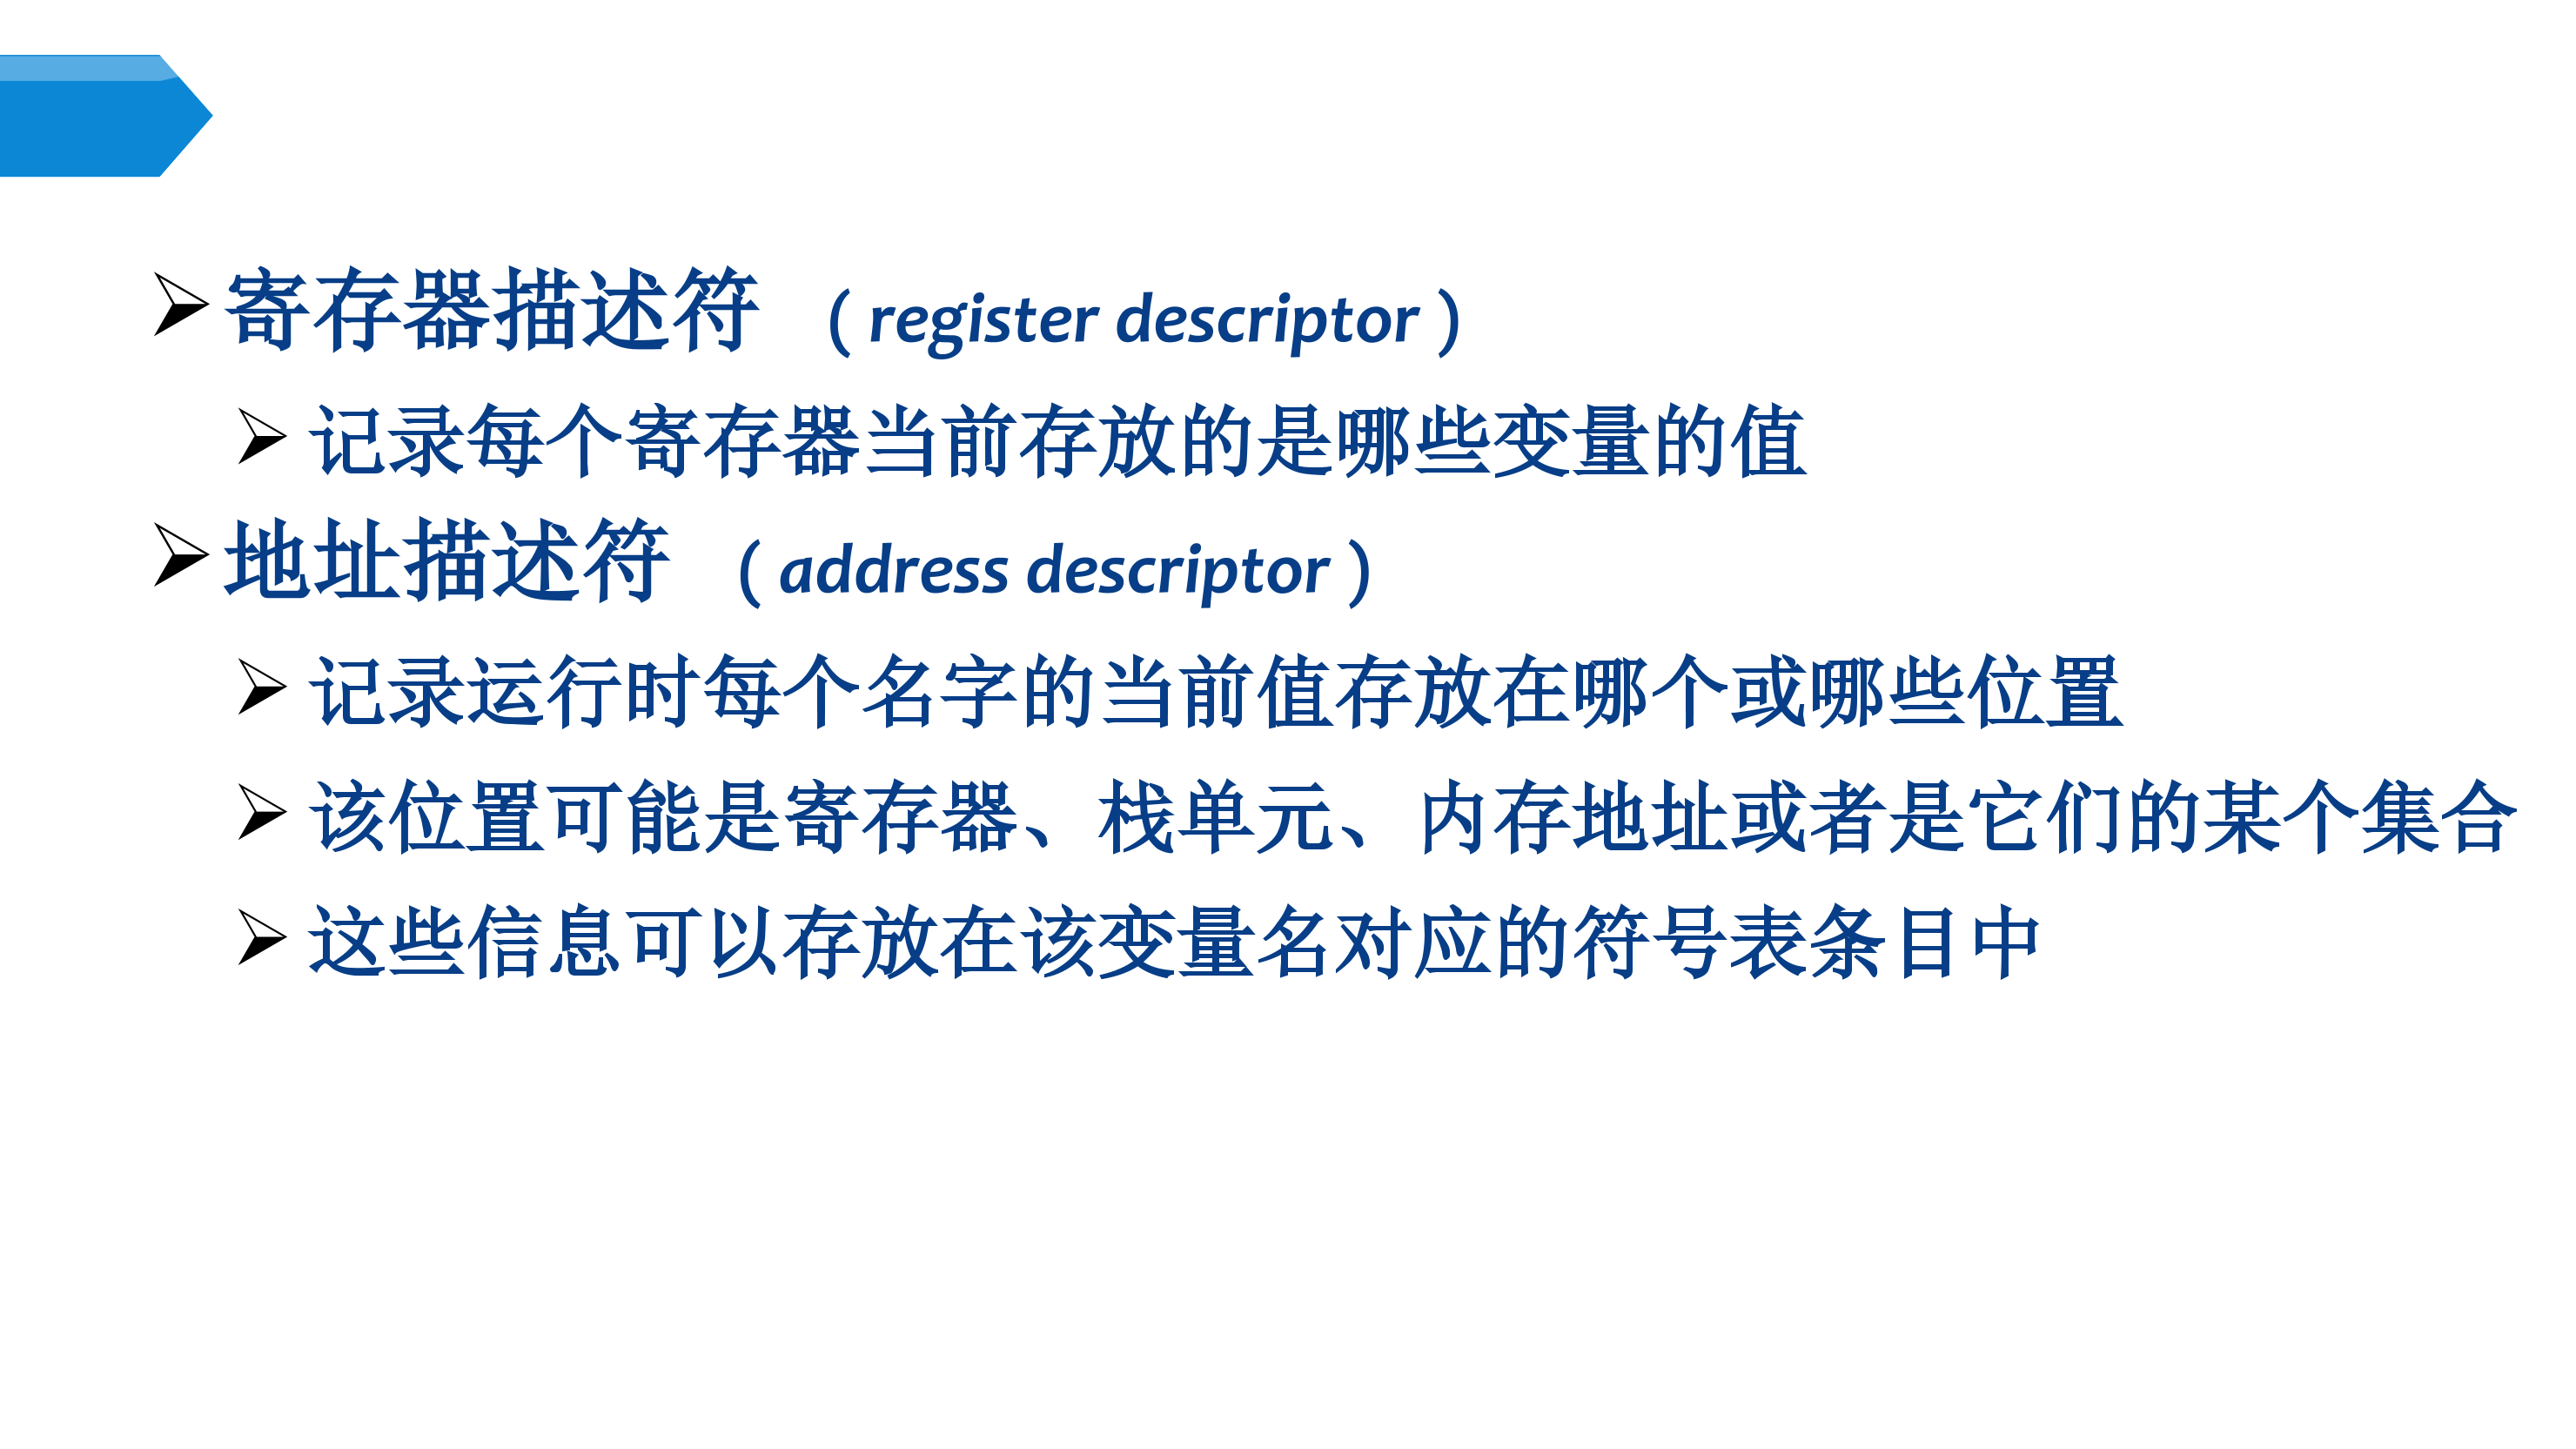 寄存器描述符 ( register descriptor )
记录每个寄存器当前存放的是哪些变量的值
地址描述符 ( address descriptor )
记录运行时每个名字的当前值存放在哪个或哪些位置
该位置可能是寄存器、栈单元、内存地址或者是它们的某个集合
这些信息可以存放在该变量名对应的符号表条目中